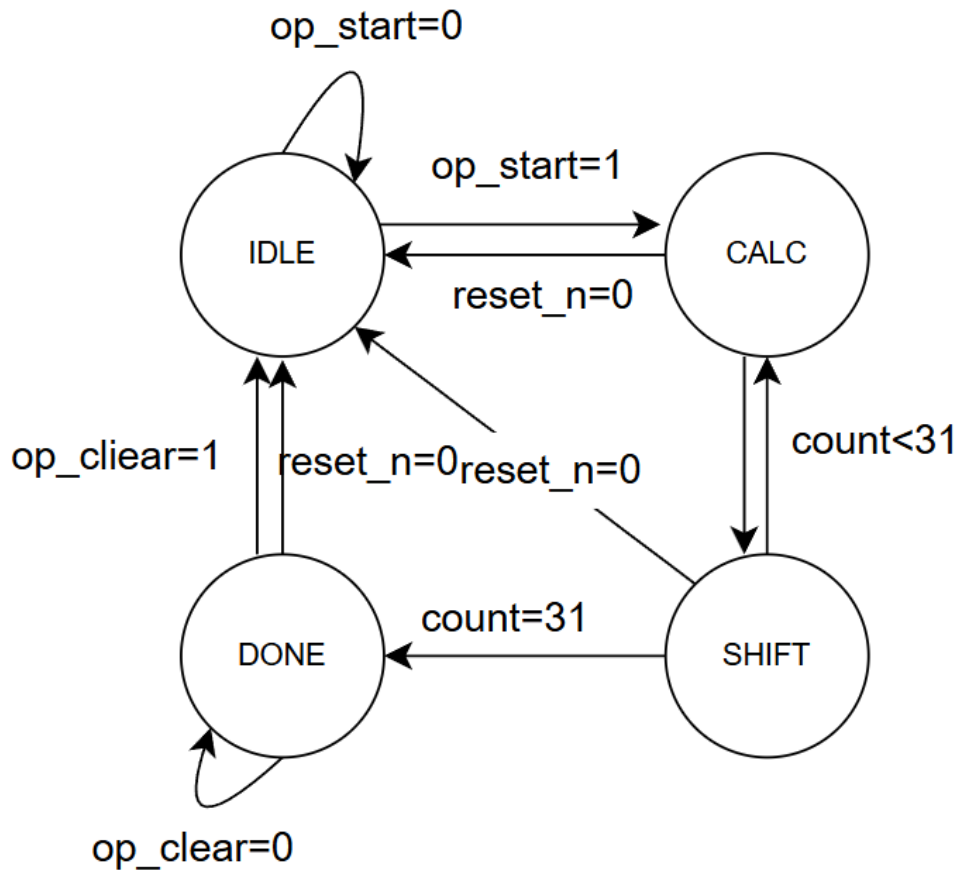 op_start=0
op_start=1
IDLE
CALC
reset_n=0
count<31
op_cliear=1
reset_n=0
reset_n=0
count=31
DONE
SHIFT
op_clear=0